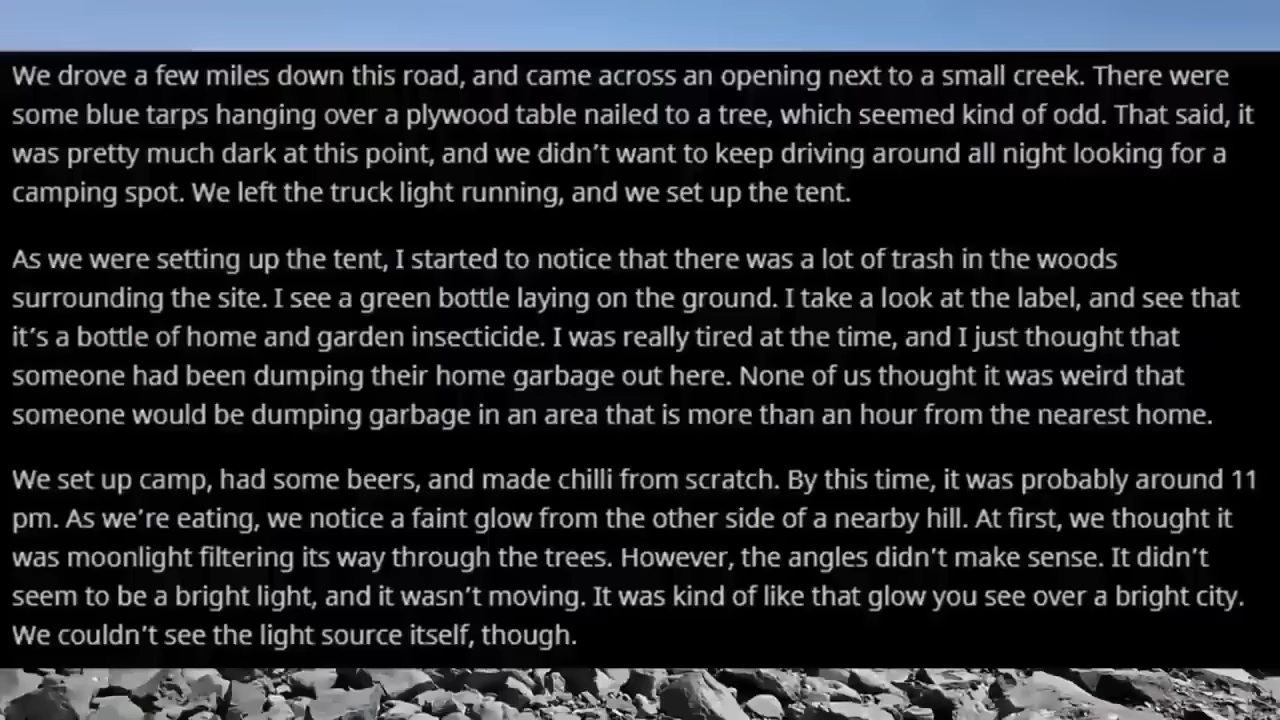 We drove a few miles down this road, and came across an opening next to a small creek. There were
some blue tarps hanging over a plywood table nailed to a tree, which seemed kind of odd. That said, it
was pretty much dark at this point, and we didn’t want to keep driving around all night looking for a
camping spot. We left the truck light running, and we set up the tent.
As we were setting up the tent, I started to notice that there was a lot of trash in the woods
surrounding the site. I see a green bottle laying on the ground. I take a look at the label, and see that
it’s a bottle of home and garden insecticide. I was really tired at the time, and I just thought that
someone had been dumping their home garbage out here. None of us thought it was weird that
someone would be dumping garbage in an area that is more than an hour from the nearest home.
We set up camp, had some beers, and made chilli from scratch. By this time, it was probably around 11
pm. As we’re eating, we notice a faint glow from the other side of a nearby hill. At first, we thought it
was moonlight filtering its way through the trees. However, the angles didn’t make sense. It didn’t
seem to be a bright light, and it wasn’t moving. It was kind of like that glow you see over a bright city.
We couldn’t see the light source itself, though.